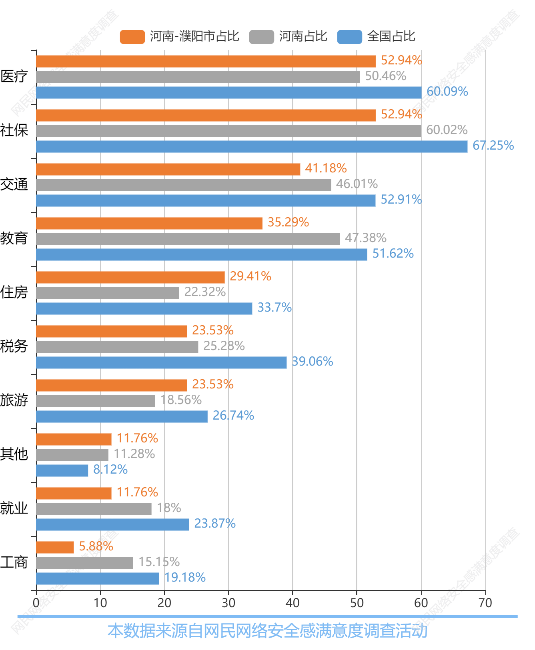 河南-濮阳市占比 河南占比 全国占比
医疗 52.94% 50.46% 60.09%
社保 52.94% 60.02% 67.25%
交通 41.18% 46.01% 52.91%
教育 35.29% 47.38% 51.62%
住房 29.41% 22.32% 33.7%
税务 23.53% 25.28% 39.06%
旅游 23.53% 18.56% 26.74%
其他 11.76% 11.28% 8.12%
就业 11.76% 18% 23.87%
工商 5.88% 15.15% 19.18%
0 10 20 30 40 50 60 70
本数据来源自网民网络安全感满意度调查活动